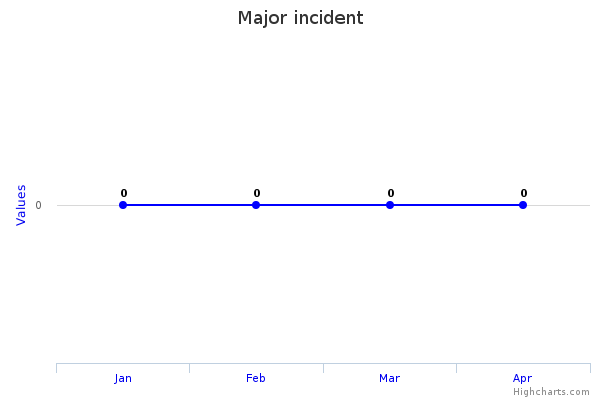 Major incident
0 0 0 0
Values
0
Jan Feb Mar Apr
Highcharts.com